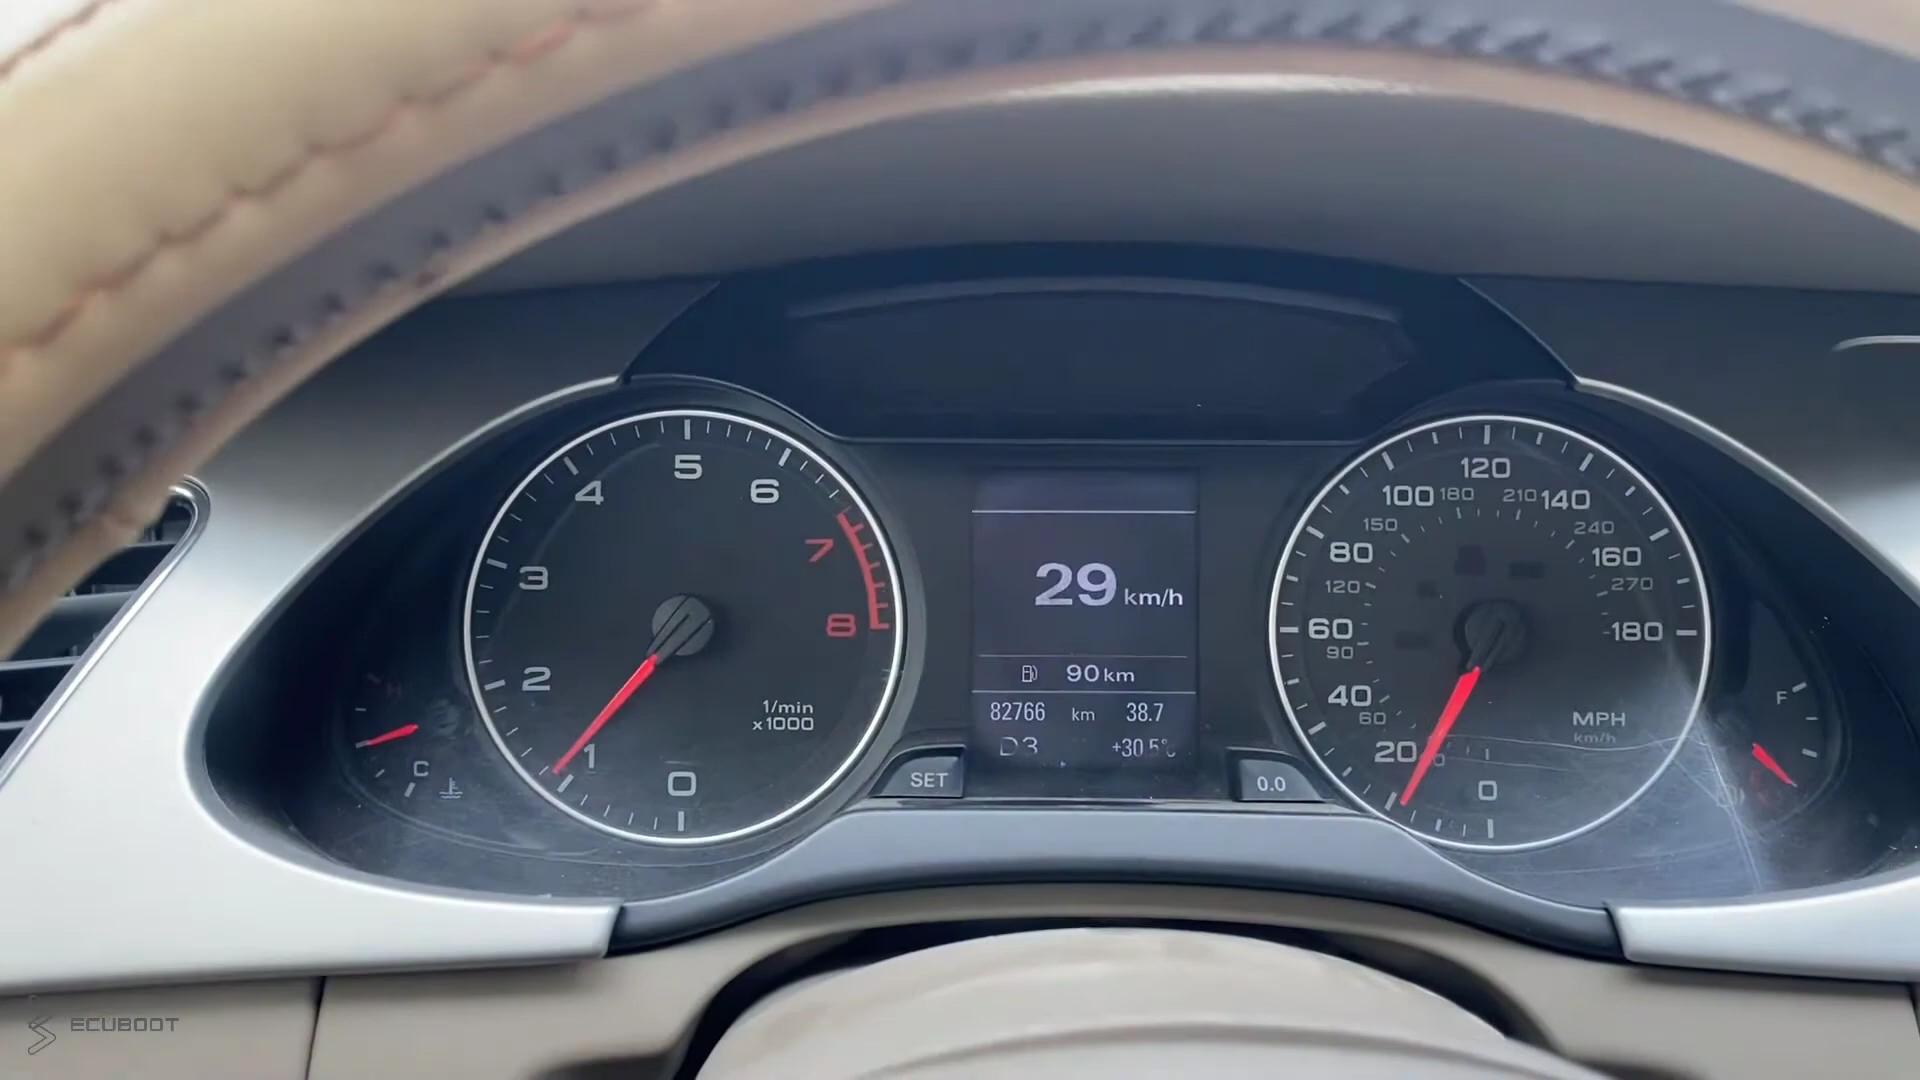 5
4
6
3
7
8
2
1/min
x1000
1
0
H
C
29 km/h
90 km
82766 km 38.7
D3 +30.5°C
SET
0.0
120
100 180 210 140
150 240
80 160
120 270
60 180
90
40
60
MPH
km/h
20
0
F
ECUBOOT